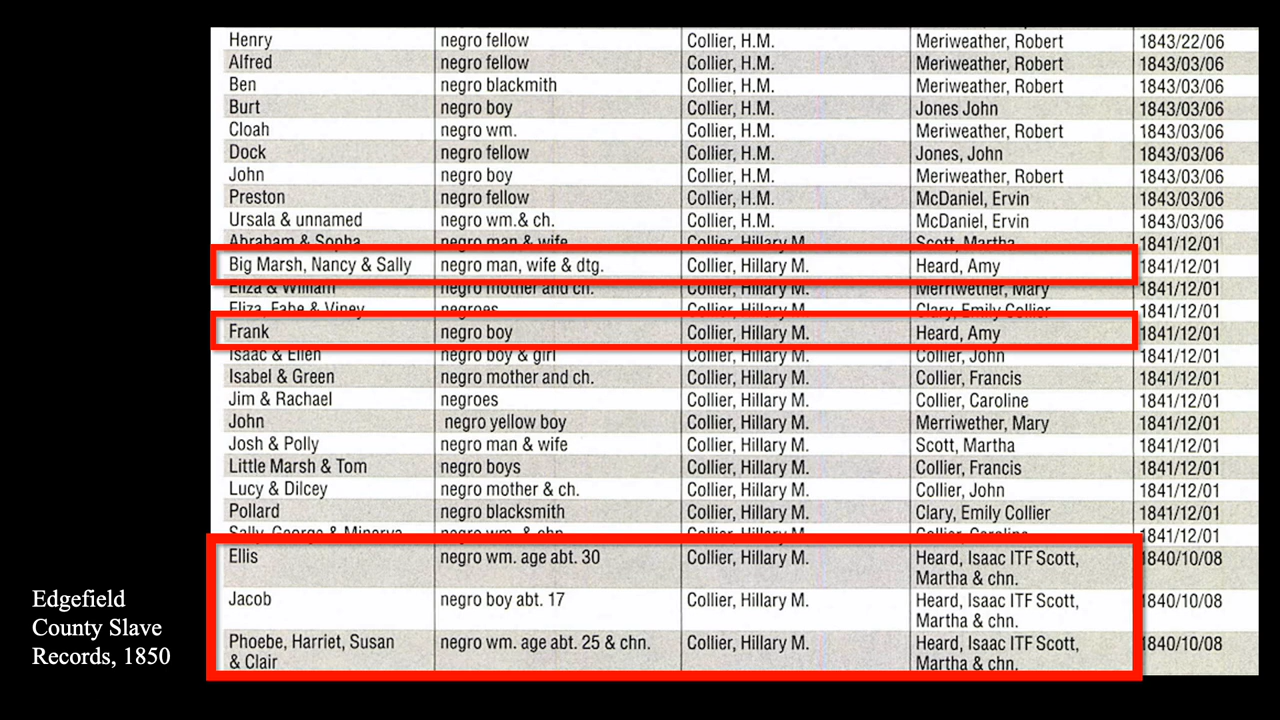 Henry negro fellow Collier, H.M. Meriweather, Robert 1843/22/06
Alfred negro fellow Collier, H.M. Meriweather, Robert 1843/03/06
Ben negro blackmith Collier, H.M. Meriweather, Robert 1843/03/06
Burt negro boy Collier, H.M. Jones John 1843/03/06
Cloah negro wm. Collier, H.M. Meriweather, Robert 1843/03/06
Dock negro fellow Collier, H.M. Jones, John 1843/03/06
John negro boy Collier, H.M. Meriweather, Robert 1843/03/06
Preston negro fellow Collier, H.M. McDaniel, Ervin 1843/03/06
Ursala & unnamed negro wm.& ch. Collier, H.M. McDaniel, Ervin 1843/03/06
Abraham & Sopha negro man & wife Collier, Hillary M. Scott, Martha 1841/12/01
Big Marsh, Nancy & Sally negro man, wife & dtg. Collier, Hillary M. Heard, Amy 1841/12/01
Eliza & William negro mother and ch. Collier, Hillary M. Merriwether, Mary 1841/12/01
Eliza, Fabe & Viney negroes Collier, Hillary M. Clary, Emily Collier 1841/12/01
Frank negro boy Collier, Hillary M. Heard, Amy 1841/12/01
Isaac & Ellen negro boy & girl Collier, Hillary M. Collier, John 1841/12/01
Isabel & Green negro mother and ch. Collier, Hillary M. Collier, Francis 1841/12/01
Jim & Rachael negroes Collier, Hillary M. Collier, Caroline 1841/12/01
John negro yellow boy Collier, Hillary M. Merriwether, Mary 1841/12/01
Josh & Polly negro man & wife Collier, Hillary M. Scott, Martha 1841/12/01
Little Marsh & Tom negro boys Collier, Hillary M. Collier, Francis 1841/12/01
Lucy & Dilcey negro mother & ch. Collier, Hillary M. Collier, John 1841/12/01
Pollard negro blacksmith Collier, Hillary M. Clary, Emily Collier 1841/12/01
Sally, George & Minerva negro wm. & chn. Collier, Hillary M. Collier, Caroline 1841/12/01
Ellis negro wm. age abt. 30 Collier, Hillary M. Heard, Isaac ITF Scott, 1840/10/08
Martha & chn.
Jacob negro boy abt. 17 Collier, Hillary M. Heard, Isaac ITF Scott, 1840/10/08
Martha & chn.
Phoebe, Harriet, Susan negro wm. age abt. 25 & chn. Collier, Hillary M. Heard, Isaac ITF Scott, 1840/10/08
& Clair Martha & chn.
Edgefield
County Slave
Records, 1850